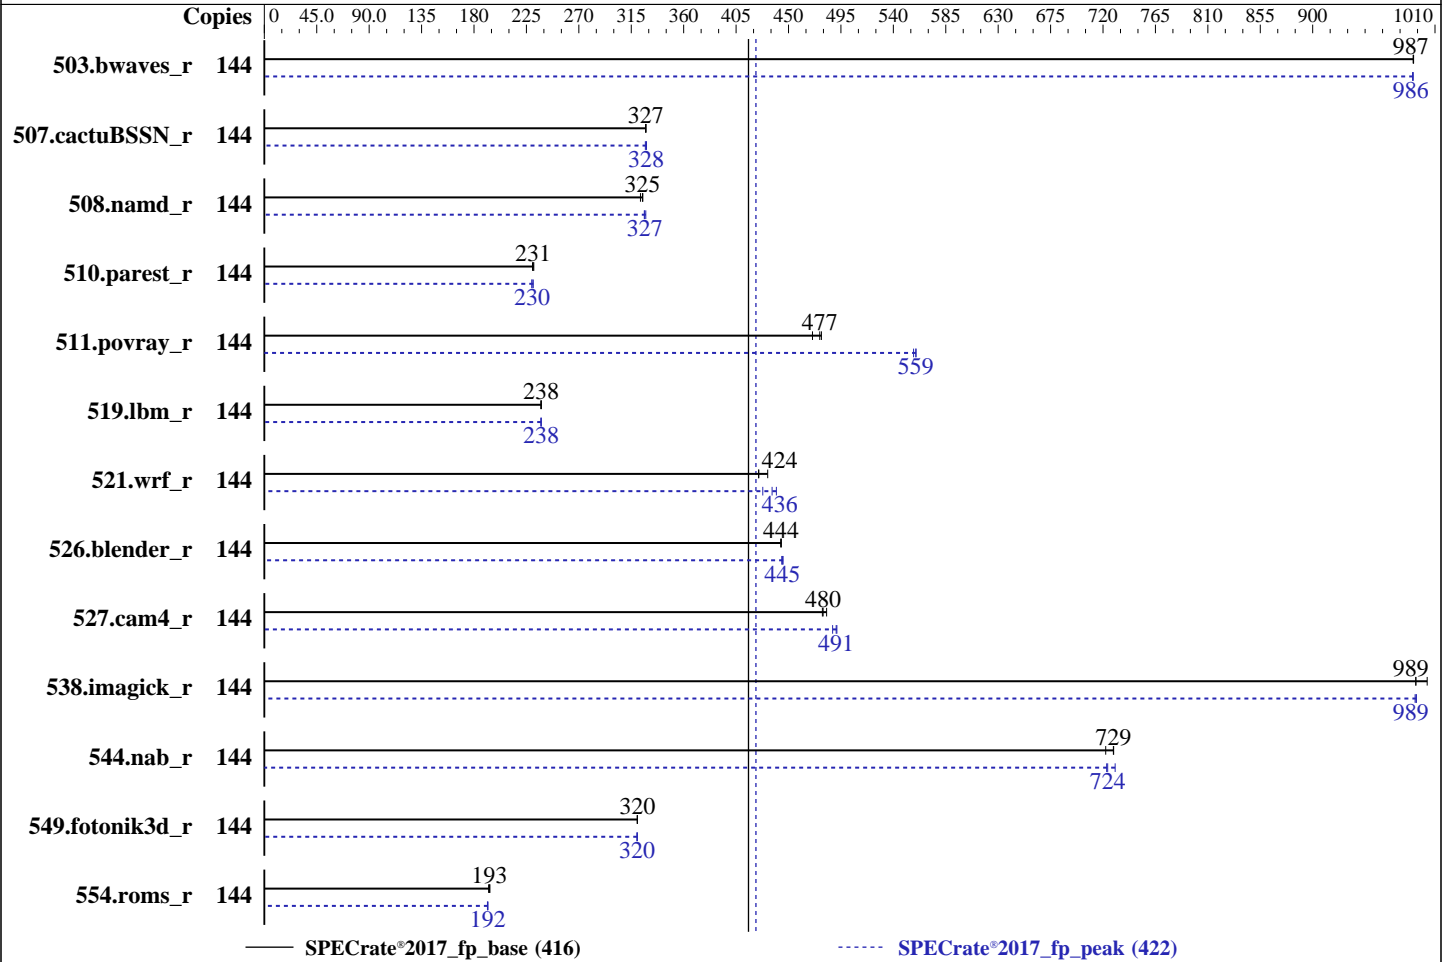 Copies 0 45.0 90.0 135 180 225 270 315 360 405 450 495 540 585 630 675 720 765 810 855 900 1010
987
503.bwaves_r 144
986
327
507.cactuBSSN_r 144
328
325
508.namd_r 144
327
231
510.parest_r 144
230
477
511.povray_r 144
559
238
519.lbm_r 144
238
424
521.wrf_r 144
436
444
526.blender_r 144
445
480
527.cam4_r 144
491
989
538.imagick_r 144
989
729
544.nab_r 144
724
320
549.fotonik3d_r 144
320
193
554.roms_r 144
192
SPECrate®2017_fp_base (416) SPECrate®2017_fp_peak (422)